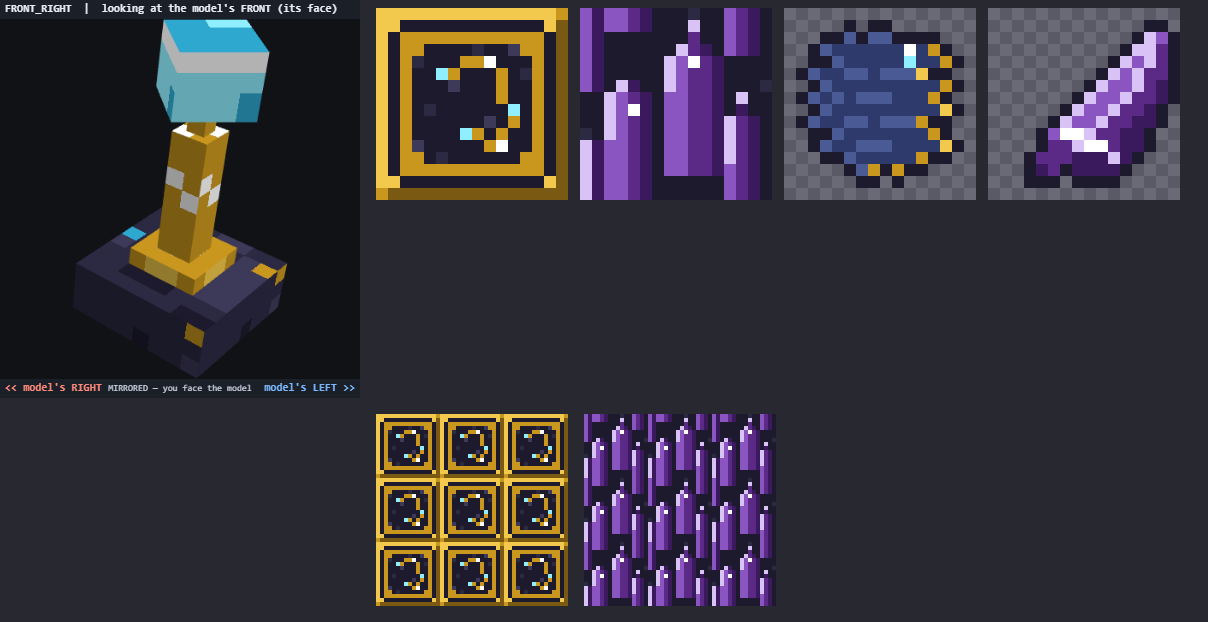 FRONT_RIGHT | looking at the model's FRONT (its face)
<< model's RIGHT MIRRORED — you face the model model's LEFT >>